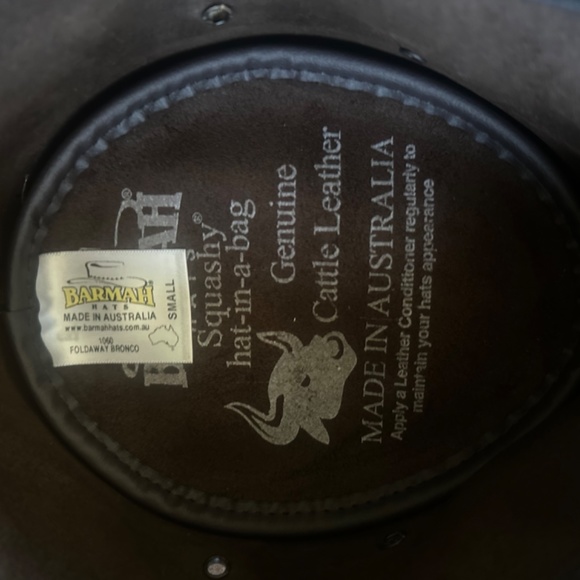 BARMAH
HATS
MADE IN AUSTRALIA
www.barmahhats.com.au
1060
FOLDAWAY BRONCO
SMALL
Squashy®
hat-in-a-bag
Genuine
Cattle Leather
MADE IN AUSTRALIA
Apply a Leather Conditioner regularly to
maintain your hats appearance